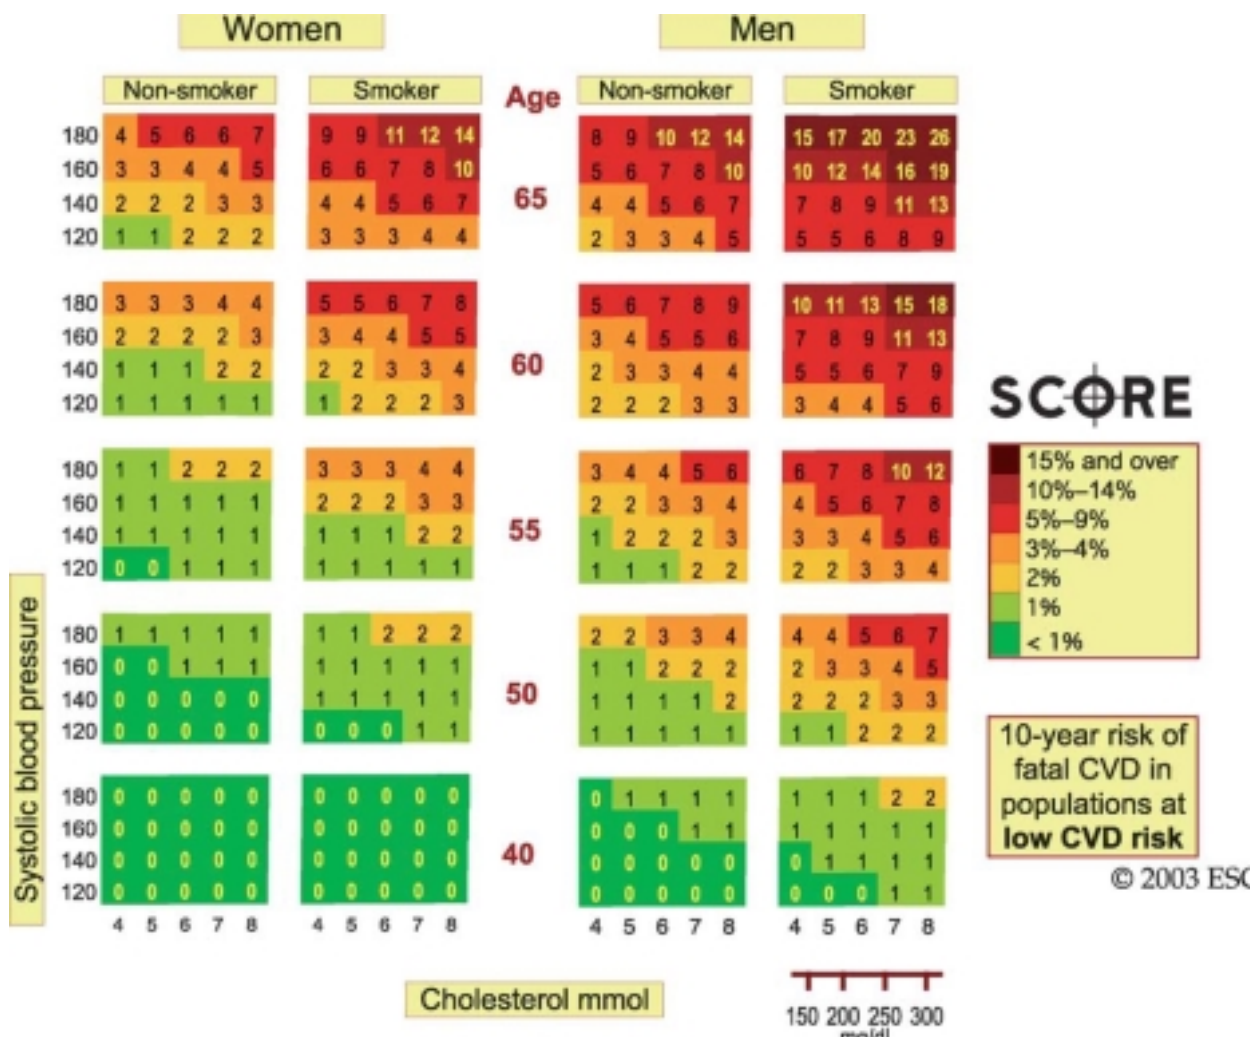 Women Men
Non-smoker Smoker Age Non-smoker Smoker
180 4 5 6 6 7 9 9 11 12 14 8 9 10 12 14 15 17 20 23 26
160 3 3 4 4 5 6 6 7 8 10 5 6 7 8 10 10 12 14 16 19
65
140 2 2 2 3 3 4 4 5 6 7 4 4 5 6 7 7 8 9 11 13
120 1 1 2 2 2 3 3 3 4 4 2 3 3 4 5 5 5 6 8 9
180 3 3 3 4 4 5 5 6 7 8 5 6 7 8 9 10 11 13 15 18
160 2 2 2 2 3 3 4 4 5 5 3 4 5 5 6 7 8 9 11 13
60
140 1 1 1 2 2 2 2 3 3 4 2 3 3 4 4 5 5 6 7 9
120 1 1 1 1 1 1 2 2 2 3 2 2 2 3 3 3 4 4 5 6
180 1 1 2 2 2 3 3 3 4 4 3 4 4 5 6 6 7 8 10 12
160 1 1 1 1 1 2 2 2 3 3 2 2 3 3 4 4 5 6 7 8
55
140 1 1 1 1 1 1 1 1 2 2 1 2 2 2 3 3 3 4 5 6
120 0 0 1 1 1 1 1 1 1 1 1 1 1 2 2 2 2 3 3 4
180 1 1 1 1 1 1 1 2 2 2 2 2 3 3 4 4 4 5 6 7
160 0 0 1 1 1 1 1 1 1 1 1 1 2 2 2 2 3 3 4 5
50
140 0 0 0 0 0 1 1 1 1 1 1 1 1 1 2 2 2 2 3 3
120 0 0 0 0 0 0 0 0 1 1 1 1 1 1 1 1 1 2 2 2
180 0 0 0 0 0 0 0 0 0 0 0 1 1 1 1 1 1 1 2 2
160 0 0 0 0 0 0 0 0 0 0 0 0 0 1 1 1 1 1 1 1
40
140 0 0 0 0 0 0 0 0 0 0 0 0 0 0 0 0 1 1 1 1
120 0 0 0 0 0 0 0 0 0 0 0 0 0 0 0 0 0 0 1 1
4 5 6 7 8 4 5 6 7 8 4 5 6 7 8 4 5 6 7 8
Systolic blood pressure
Cholesterol mmol
150 200 250 300
SCORE
15% and over
10%–14%
5%–9%
3%–4%
2%
1%
< 1%
10-year risk of
fatal CVD in
populations at
low CVD risk
© 2003 ESC